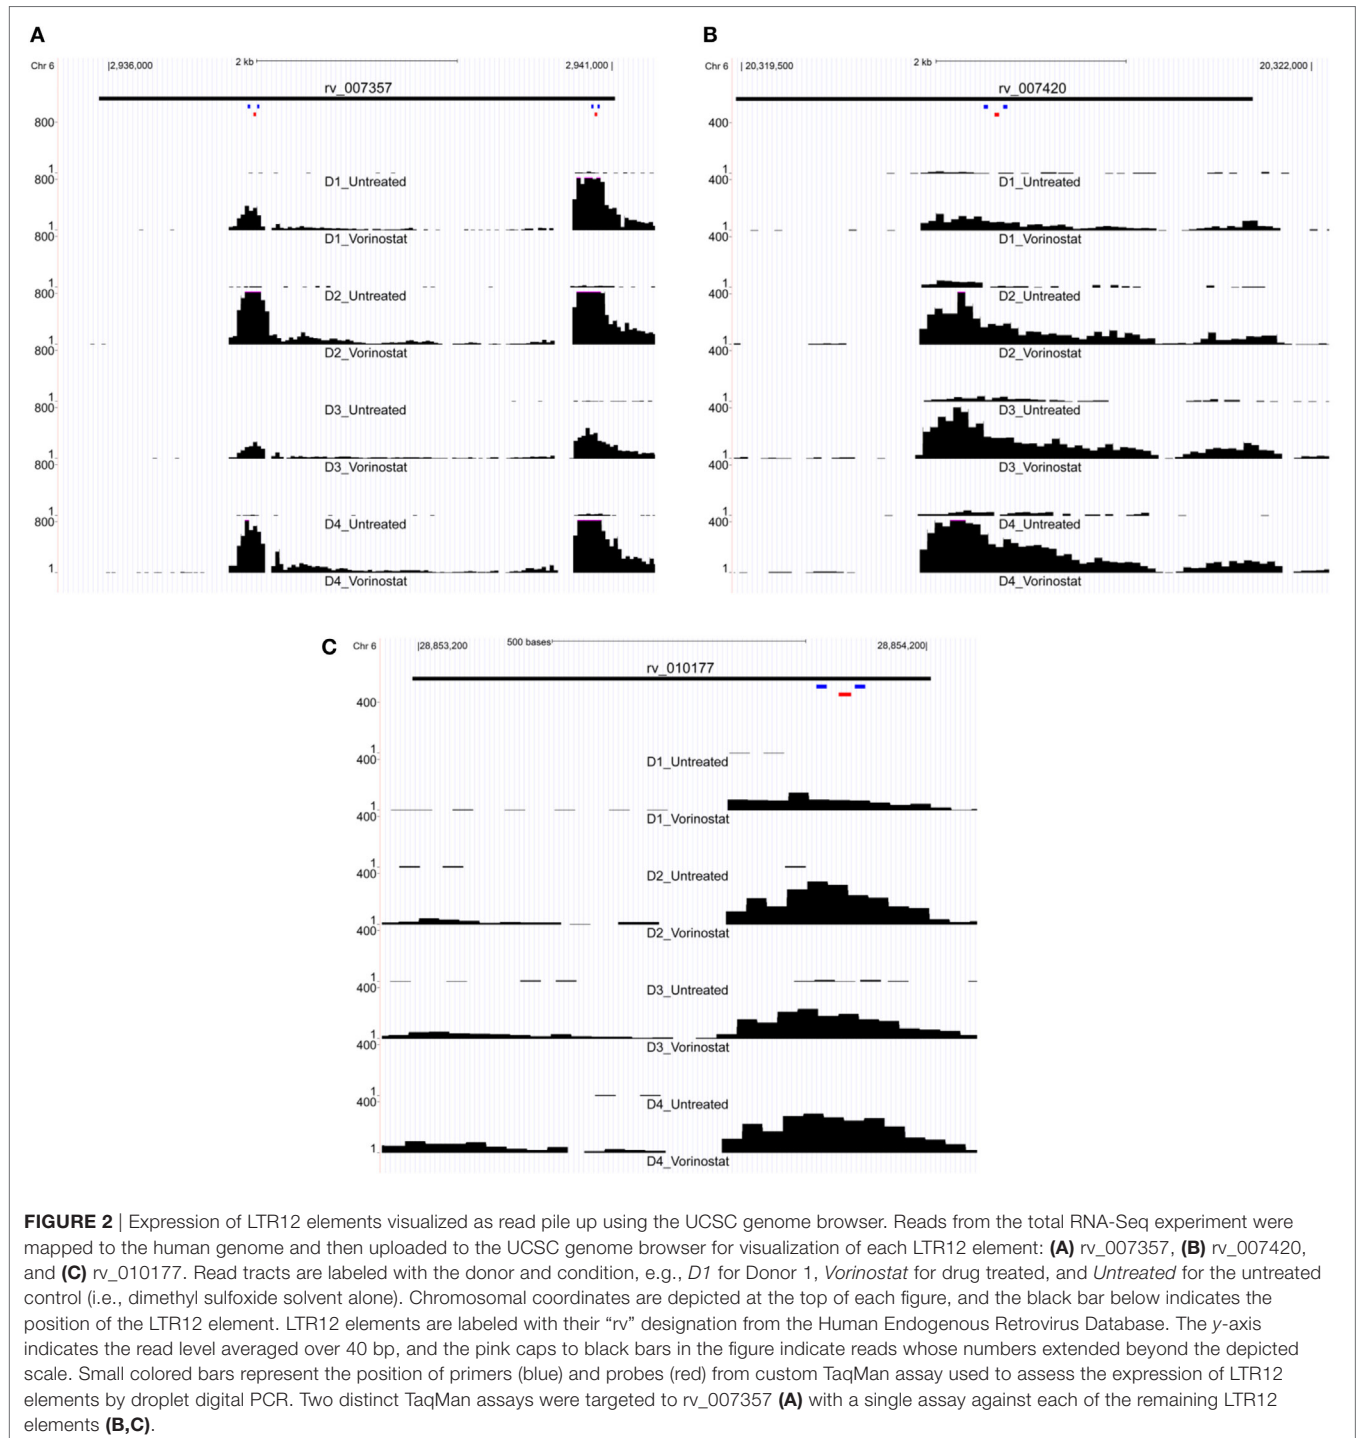 A
Chr 6
|2,936,000
2 kb
2,941,000|
rv_007357
800
1
D1_Untreated
800
1
D1_Vorinostat
800
1
D2_Untreated
800
1
D2_Vorinostat
800
1
D3_Untreated
800
1
D3_Vorinostat
800
1
D4_Untreated
800
1
D4_Vorinostat
B
Chr 6
|20,319,500
2 kb
20,322,000|
rv_007420
400
1
D1_Untreated
400
1
D1_Vorinostat
400
1
D2_Untreated
400
1
D2_Vorinostat
400
1
D3_Untreated
400
1
D3_Vorinostat
400
1
D4_Untreated
400
1
D4_Vorinostat
C
Chr 6
|28,853,200
500 bases
28,854,200|
rv_010177
400
1
D1_Untreated
400
1
D1_Vorinostat
400
1
D2_Untreated
400
1
D2_Vorinostat
400
1
D3_Untreated
400
1
D3_Vorinostat
400
1
D4_Untreated
400
1
D4_Vorinostat
FIGURE 2 | Expression of LTR12 elements visualized as read pile up using the UCSC genome browser. Reads from the total RNA-Seq experiment were
mapped to the human genome and then uploaded to the UCSC genome browser for visualization of each LTR12 element: (A) rv_007357, (B) rv_007420,
and (C) rv_010177. Read tracts are labeled with the donor and condition, e.g., D1 for Donor 1, Vorinostat for drug treated, and Untreated for the untreated
control (i.e., dimethyl sulfoxide solvent alone). Chromosomal coordinates are depicted at the top of each figure, and the black bar below indicates the
position of the LTR12 element. LTR12 elements are labeled with their “rv” designation from the Human Endogenous Retrovirus Database. The y-axis
indicates the read level averaged over 40 bp, and the pink caps to black bars in the figure indicate reads whose numbers extended beyond the depicted
scale. Small colored bars represent the position of primers (blue) and probes (red) from custom TaqMan assay used to assess the expression of LTR12
elements by droplet digital PCR. Two distinct TaqMan assays were targeted to rv_007357 (A) with a single assay against each of the remaining LTR12
elements (B,C).